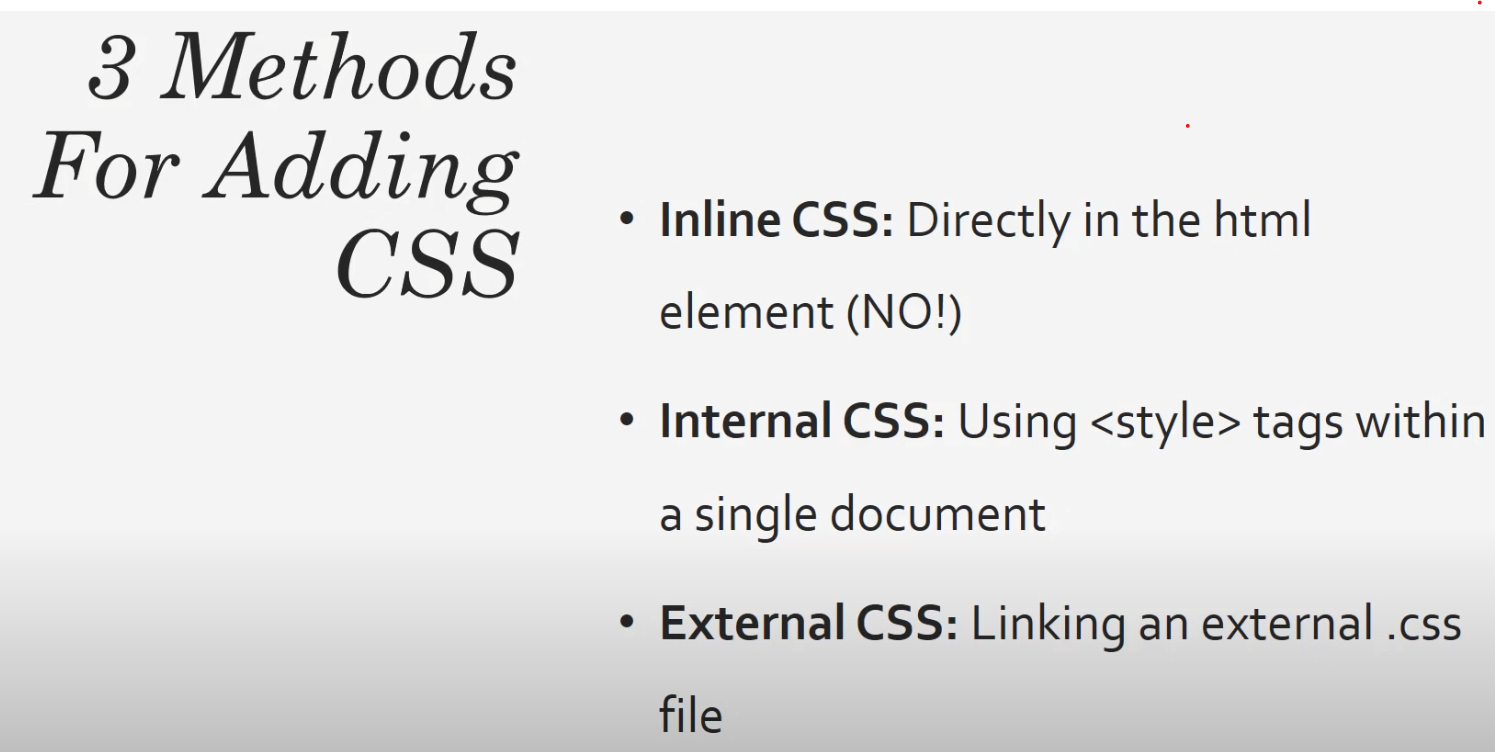 3 Methods
For Adding
CSS
• Inline CSS: Directly in the html
element (NO!)
• Internal CSS: Using <style> tags within
a single document
• External CSS: Linking an external .css
file